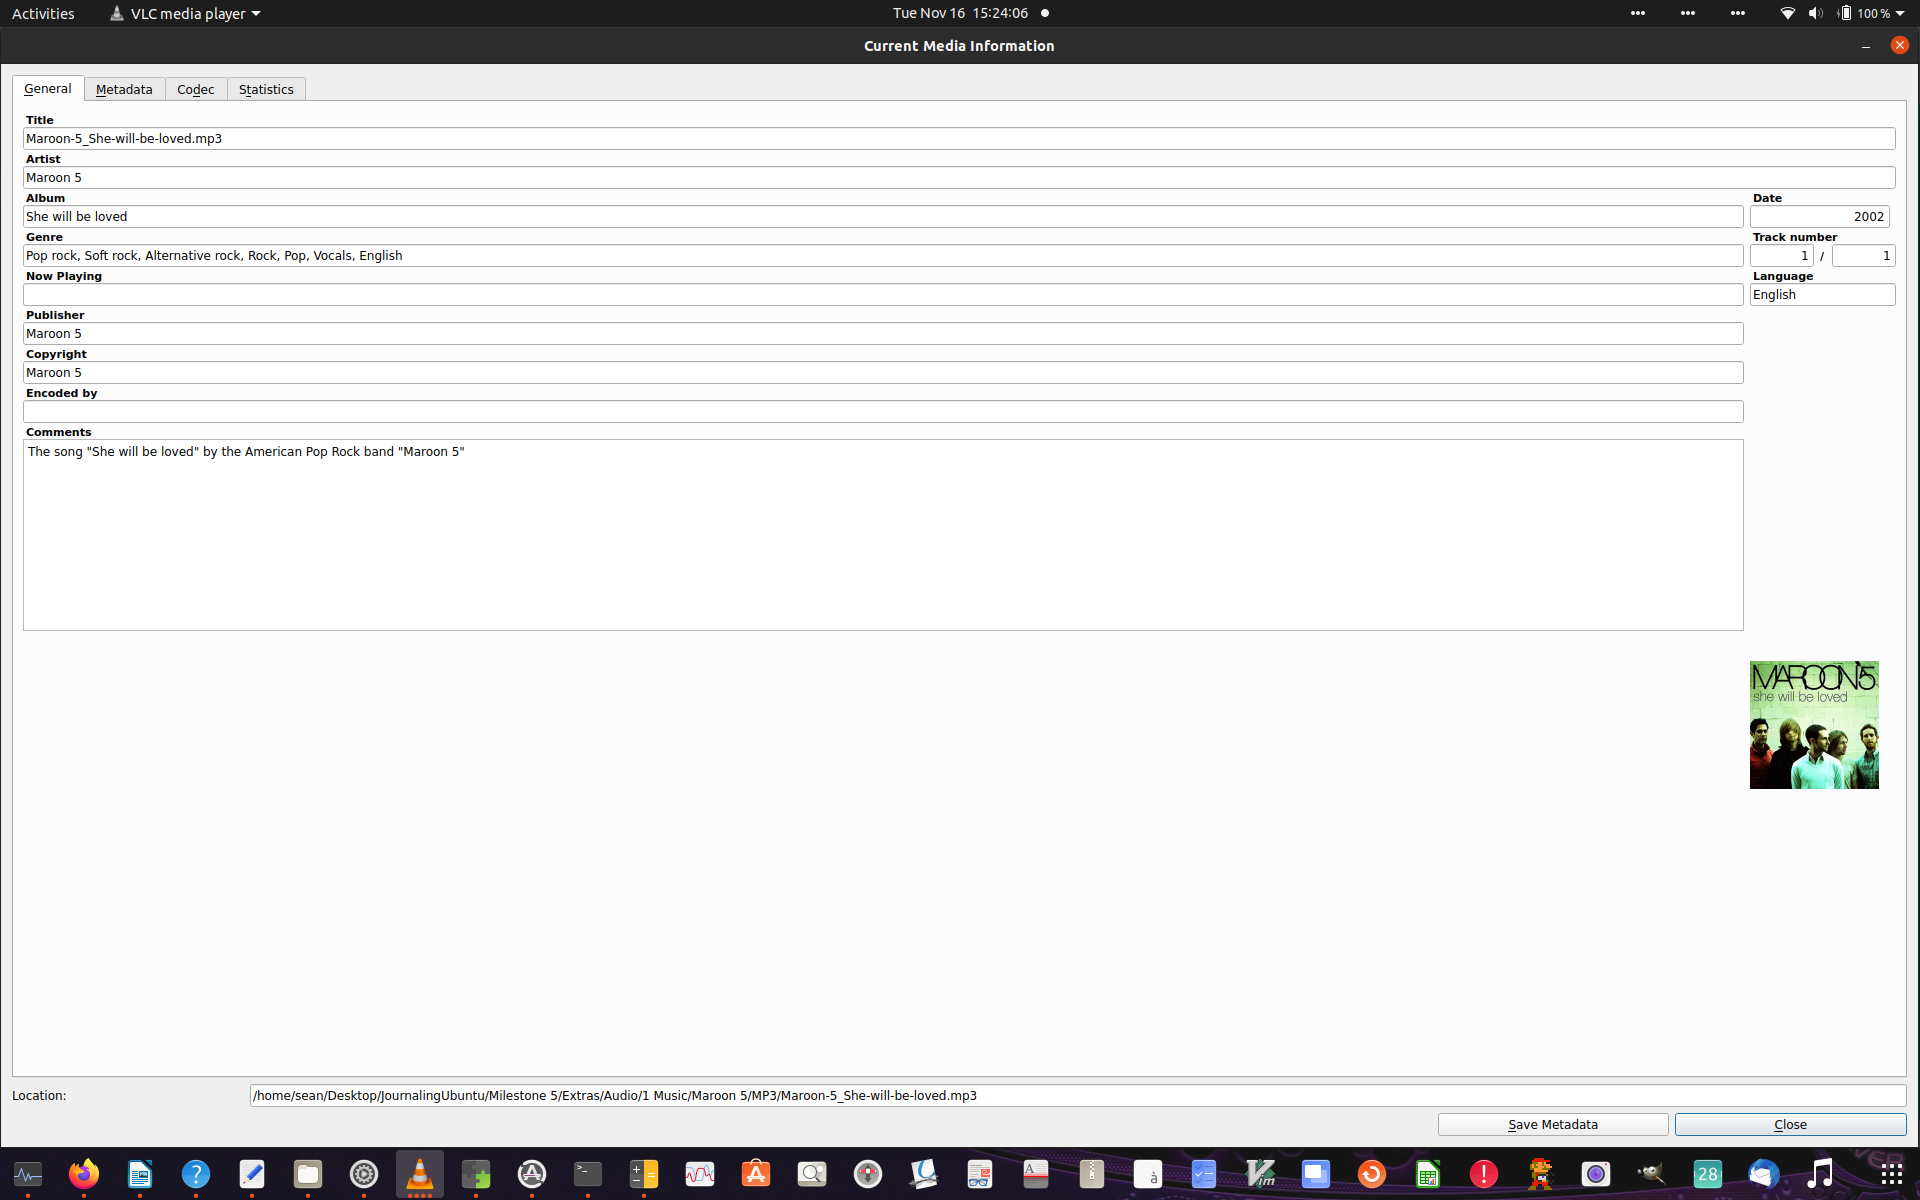 Activities
VLC media player
Tue Nov 16 15:24:06
100 %
Current Media Information
General
Metadata
Codec
Statistics
Title
Maroon-5_She-will-be-loved.mp3
Artist
Maroon 5
Album
Date
She will be loved
2002
Genre
Track number
Pop rock, Soft rock, Alternative rock, Rock, Pop, Vocals, English
1 / 1
Now Playing
Language
English
Publisher
Maroon 5
Copyright
Maroon 5
Encoded by
Comments
The song "She will be loved" by the American Pop Rock band "Maroon 5"
MAROON5
she will be loved
Location:
/home/sean/Desktop/JournalingUbuntu/Milestone 5/Extras/Audio/1 Music/Maroon 5/MP3/Maroon-5_She-will-be-loved.mp3
Save Metadata
Close
28